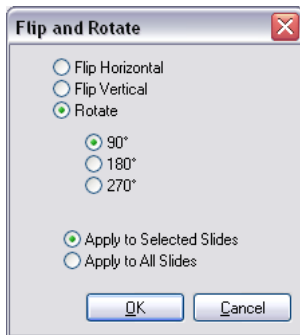 Flip and Rotate
Flip Horizontal
Flip Vertical
Rotate
90°
180°
270°
Apply to Selected Slides
Apply to All Slides
OK Cancel